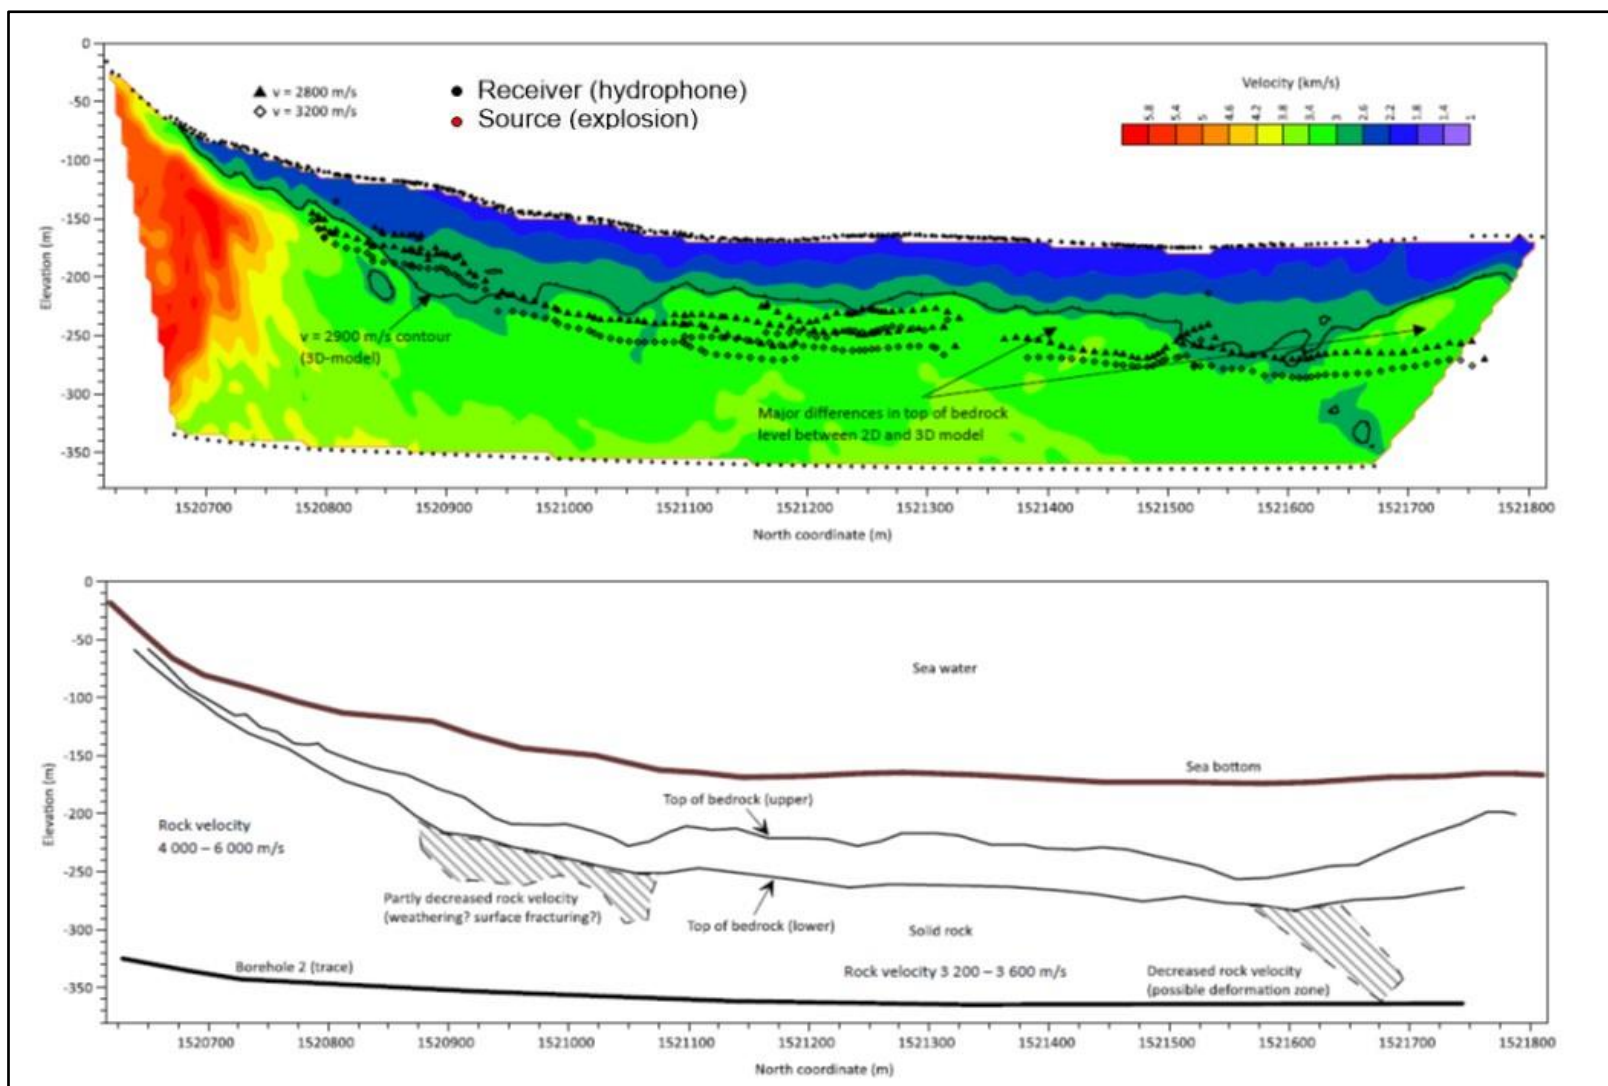 0
-50
-100
-150
-200
-250
-300
-350
Elevation (m)
v = 2800 m/s
v = 3200 m/s
Receiver (hydrophone)
Source (explosion)
Velocity (km/s)
5.8 5.4 5 4.6 4.2 3.8 3.4 3 2.6 2.2 1.8 1.4 1
v = 2900 m/s contour
(3D-model)
Major differences in top of bedrock
level between 2D and 3D model
1520700 1520800 1520900 1521000 1521100 1521200 1521300 1521400 1521500 1521600 1521700 1521800
North coordinate (m)
0
-50
-100
-150
-200
-250
-300
-350
Elevation (m)
Sea water
Sea bottom
Top of bedrock (upper)
Rock velocity
4 000 – 6 000 m/s
Partly decreased rock velocity
(weathering? surface fracturing?)
Top of bedrock (lower)
Solid rock
Borehole 2 (trace)
Rock velocity 3 200 – 3 600 m/s
Decreased rock velocity
(possible deformation zone)
1520700 1520800 1520900 1521000 1521100 1521200 1521300 1521400 1521500 1521600 1521700 1521800
North coordinate (m)